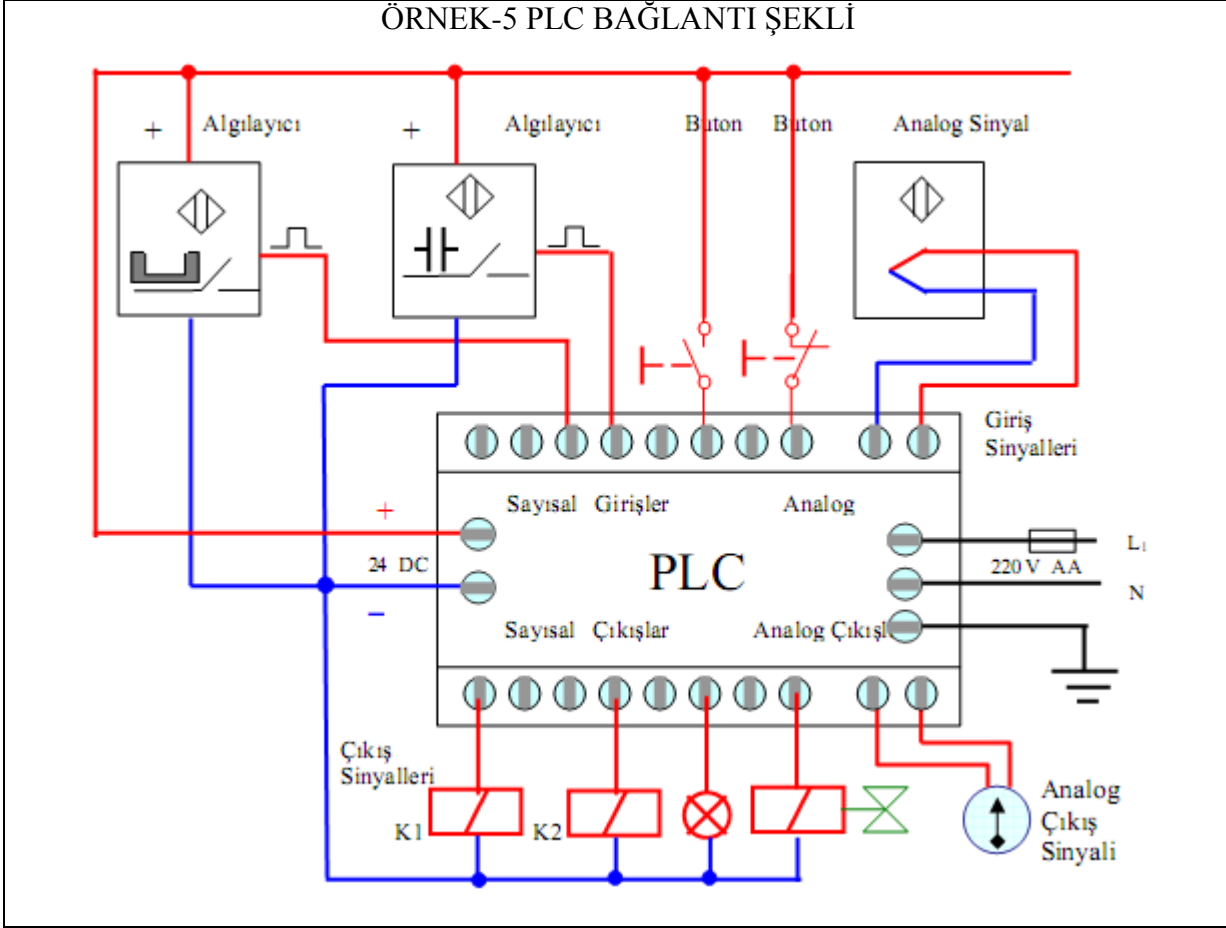 ÖRNEK-5 PLC BAĞLANTI ŞEKLİ
+ Algılayıcı + Algılayıcı Buton Buton Analog Sinyal
Giriş
Sinyalleri
Sayısal Girişler Analog
+
24 DC
−
PLC
L1
220 V AA
N
Sayısal Çıkışlar Analog Çıkışl
Çıkış
Sinyalleri
K1 K2
Analog
Çıkış
Sinyali